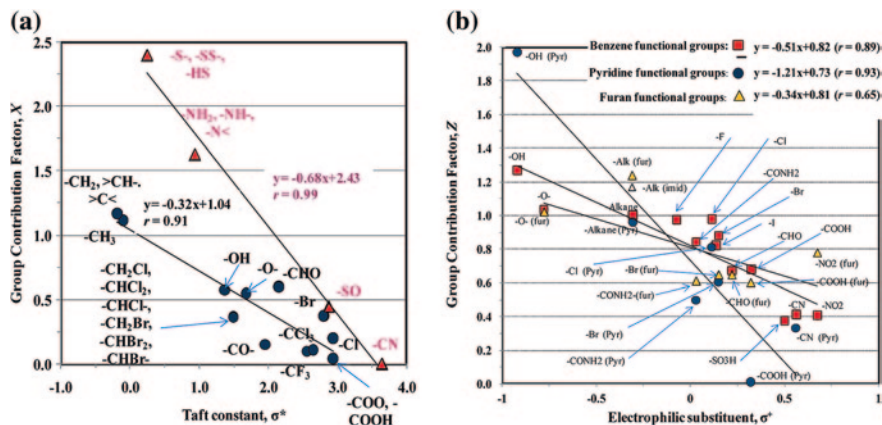 (a)
2.5
2.0
1.5
1.0
0.5
0.0
Group Contribution Factor, X
-S-, -SS-,
-HS
-NH2, -NH-,
-N<
-CH2, >CH-.
>C<
y= -0.32x+1.04
r = 0.91
y= -0.68x+2.43
r = 0.99
-CH3
-CH2Cl,
-CHCl2,
-CHCl-,
-CH2Br,
-CHBr2,
-CHBr-
-OH
-O-
-CHO
-Br
-SO
-CCl3
-Cl
-CO-
-CF3
-CN
-COO, -
COOH
-1.0
0.0
1.0
2.0
3.0
4.0
Taft constant, σ*
(b)
Benzene functional groups: y = -0.51x+0.82 (r = 0.89)
Pyridine functional groups: y = -1.21x+0.73 (r = 0.93)
Furan functional groups: y = -0.34x+0.81 (r = 0.65)
2.0
1.8
1.6
1.4
1.2
1.0
0.8
0.6
0.4
0.2
0.0
Group Contribution Factor, Z
-OH (Pyr)
-F
-Cl
-CONH2
-Br
-OH
-Alk (fur)
-Alk (imid)
-O-
-O- (fur)
Alkane
-Alkane (Pyr)
-I
-CHO
-COOH
-NO2 (fur)
-Cl (Pyr)
-Br (fur)
-COOH (fur)
-CONH2-(fur)
-CHO (fur)
-CN
-NO2
-Br (Pyr)
-CN (Pyr)
-CONH2 (Pyr)
-SO3H
-COOH (Pyr)
-1
-0.5
0
0.5
1
Electrophilic substituent, σ+